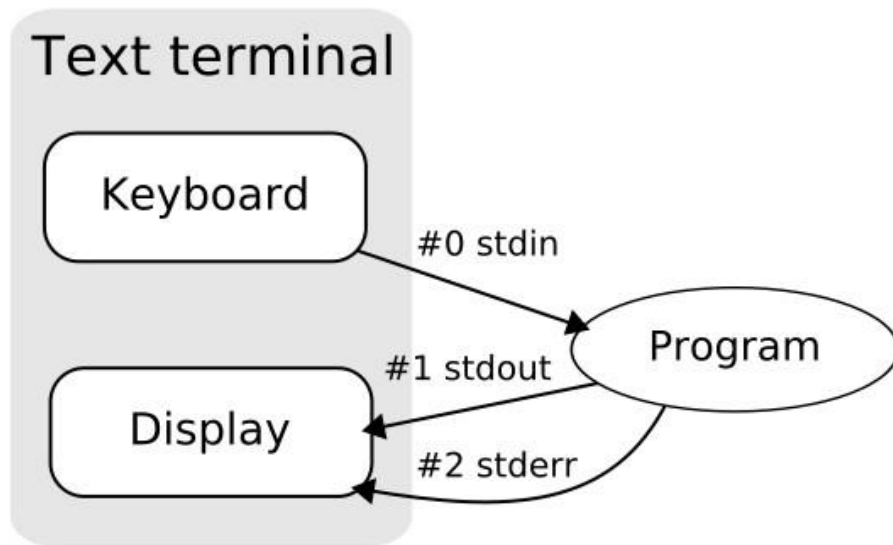 Text terminal
Keyboard
#0 stdin
Program
#1 stdout
Display
#2 stderr